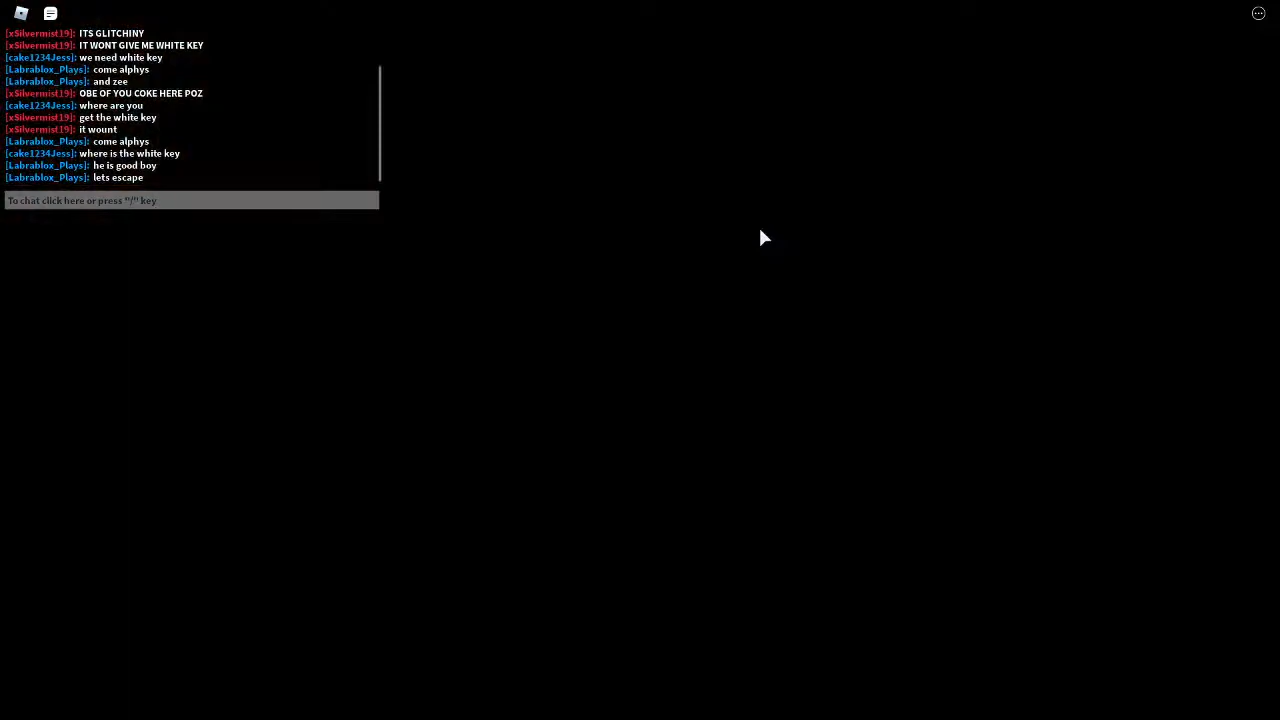 [xSilvermist19]: ITS GLITCHINY
[xSilvermist19]: IT WONT GIVE ME WHITE KEY
[cake1234Jess]: we need white key
[Labrablox_Plays]: come alphys
[Labrablox_Plays]: and zee
[xSilvermist19]: OBE OF YOU COKE HERE POZ
[cake1234Jess]: where are you
[xSilvermist19]: get the white key
[xSilvermist19]: it wount
[Labrablox_Plays]: come alphys
[cake1234Jess]: where is the white key
[Labrablox_Plays]: he is good boy
[Labrablox_Plays]: lets escape
To chat click here or press "/" key